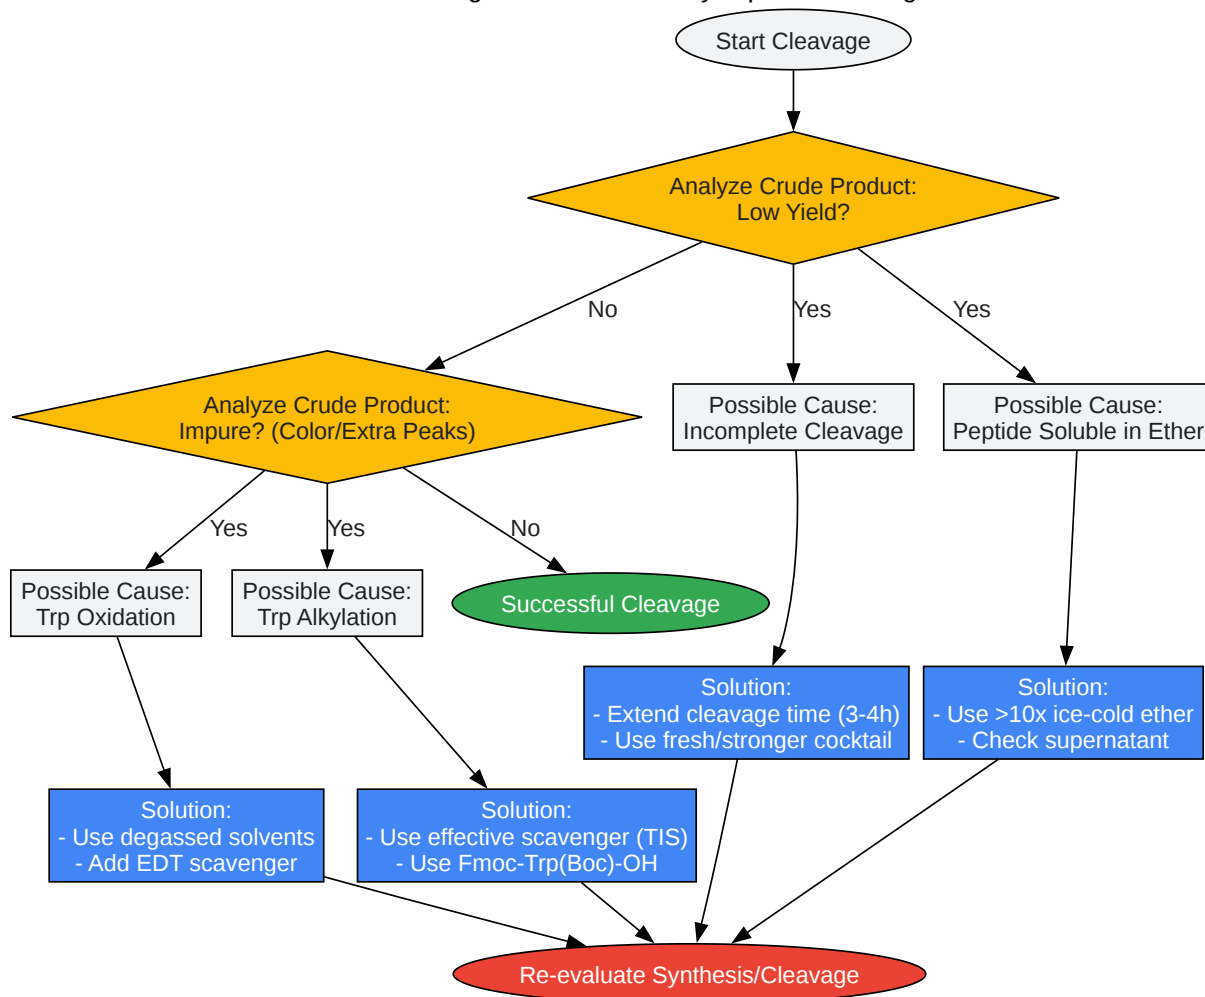 Start Cleavage
Analyze Crude Product:
Low Yield?
No
Yes
Yes
Analyze Crude Product:
Impure? (Color/Extra Peaks)
Possible Cause:
Incomplete Cleavage
Possible Cause:
Peptide Soluble in Ether
Yes
Yes
No
Possible Cause:
Trp Oxidation
Possible Cause:
Trp Alkylation
Successful Cleavage
Solution:
- Extend cleavage time (3-4h)
- Use fresh/stronger cocktail
Solution:
- Use >10x ice-cold ether
- Check supernatant
Solution:
- Use degassed solvents
- Add EDT scavenger
Solution:
- Use effective scavenger (TIS)
- Use Fmoc-Trp(Boc)-OH
Re-evaluate Synthesis/Cleavage